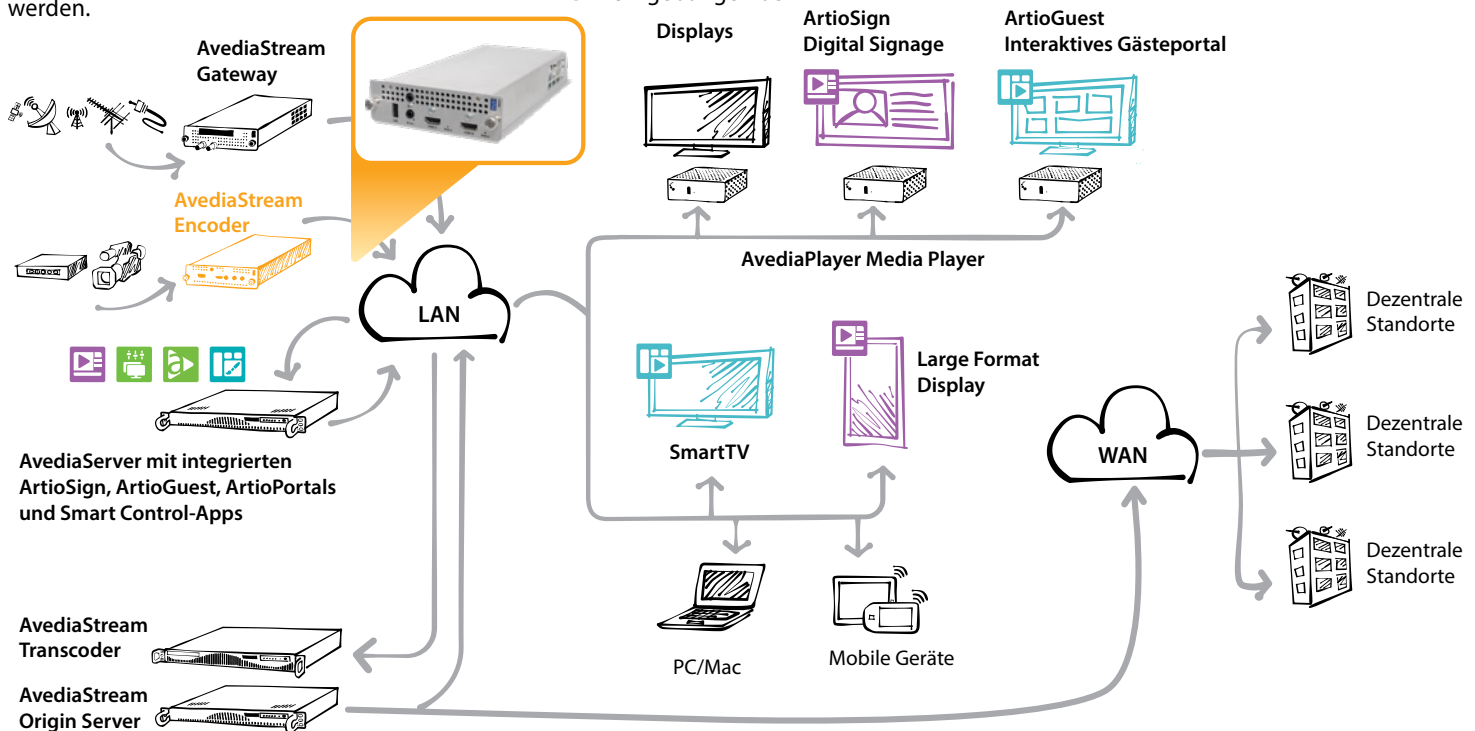 werden.
AvediaStream
Gateway
Displays
ArtioSign
Digital Signage
ArtioGuest
Interaktives Gästeportal
AvediaStream
Encoder
LAN
AvediaPlayer Media Player
AvediaServer mit integrierten
ArtioSign, ArtioGuest, ArtioPortals
und Smart Control-Apps
SmartTV
Large Format
Display
WAN
Dezentrale
Standorte
Dezentrale
Standorte
Dezentrale
Standorte
PC/Mac
Mobile Geräte
AvediaStream
Transcoder
AvediaStream
Origin Server